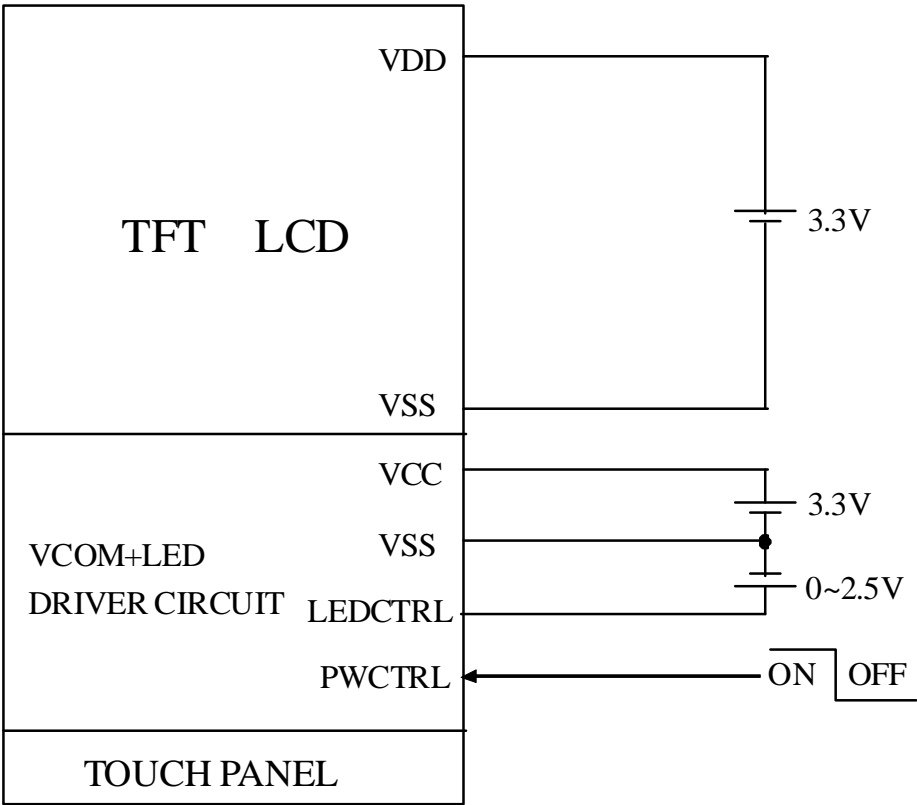 VDD
TFT LCD
3.3V
VSS
VCC
3.3V
VSS
VCOM+LED
DRIVER CIRCUIT
0~2.5V
LEDCTRL
PWCTRL
ON OFF
TOUCH PANEL